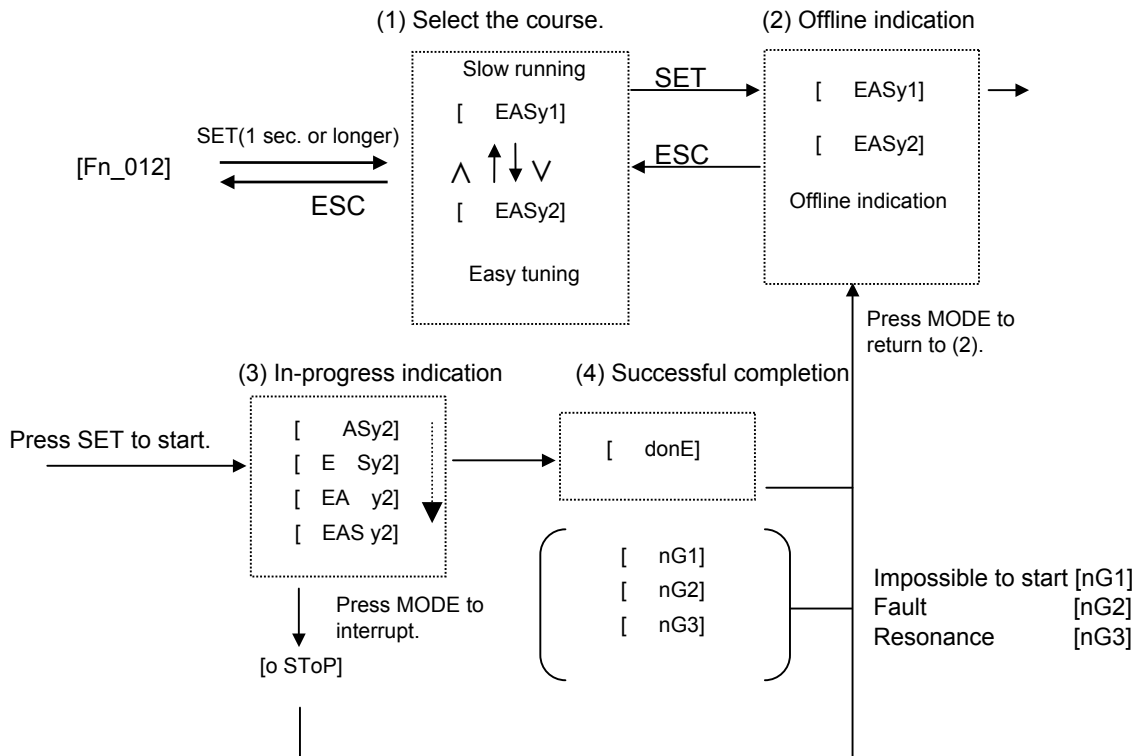 (1) Select the course.
(2) Offline indication
Slow running
[ EASy1]
∧ ∨
[ EASy2]
Easy tuning
[Fn_012]
SET(1 sec. or longer)
ESC
SET
ESC
[ EASy1]
[ EASy2]
Offline indication
Press MODE to
return to (2).
(3) In-progress indication
(4) Successful completion
Press SET to start.
[ ASy2]
[ E Sy2]
[ EA y2]
[ EAS y2]
[ donE]
Press MODE to
interrupt.
[o SToP]
[ nG1]
[ nG2]
[ nG3]
Impossible to start [nG1]
Fault [nG2]
Resonance [nG3]